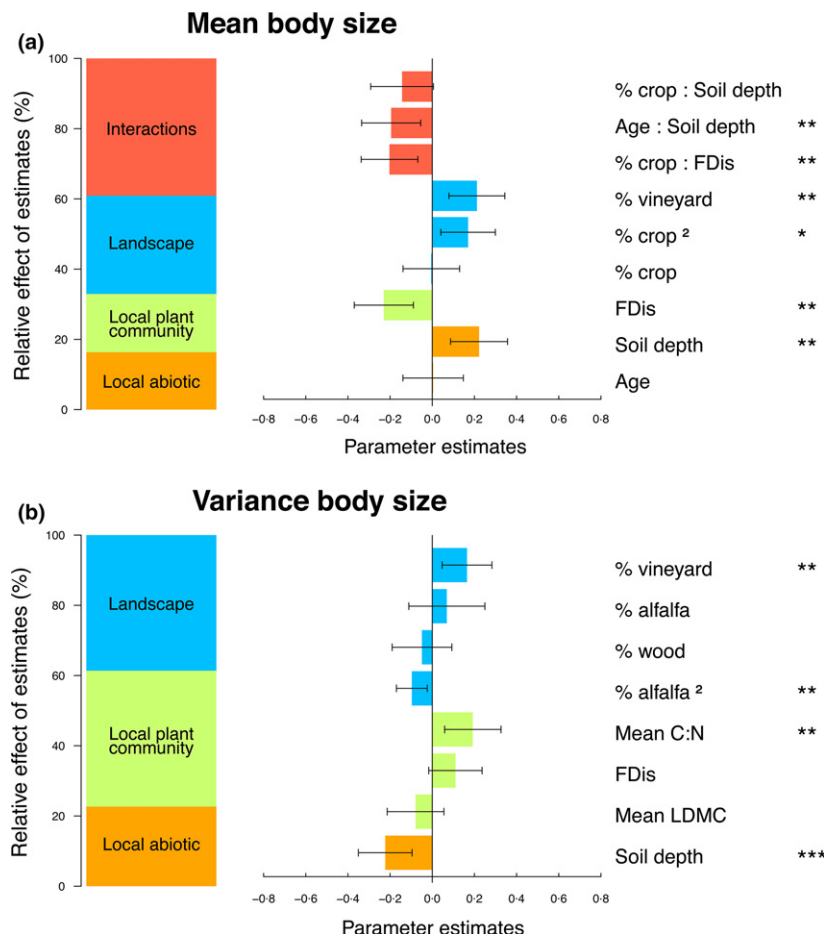 Mean body size
(a)
Relative effect of estimates (%)
100
80
60
40
20
0
Interactions
Landscape
Local plant
community
Local abiotic
% crop : Soil depth
Age : Soil depth **
% crop : FDis **
% vineyard **
% crop ² *
% crop
FDis **
Soil depth **
Age
−0·8 −0·6 −0·4 −0·2 0·0 0·2 0·4 0·6 0·8
Parameter estimates
Variance body size
(b)
Relative effect of estimates (%)
100
80
60
40
20
0
Landscape
Local plant
community
Local abiotic
% vineyard **
% alfalfa
% wood
% alfalfa ² **
Mean C:N **
FDis
Mean LDMC
Soil depth ***
−0·8 −0·6 −0·4 −0·2 0·0 0·2 0·4 0·6 0·8
Parameter estimates